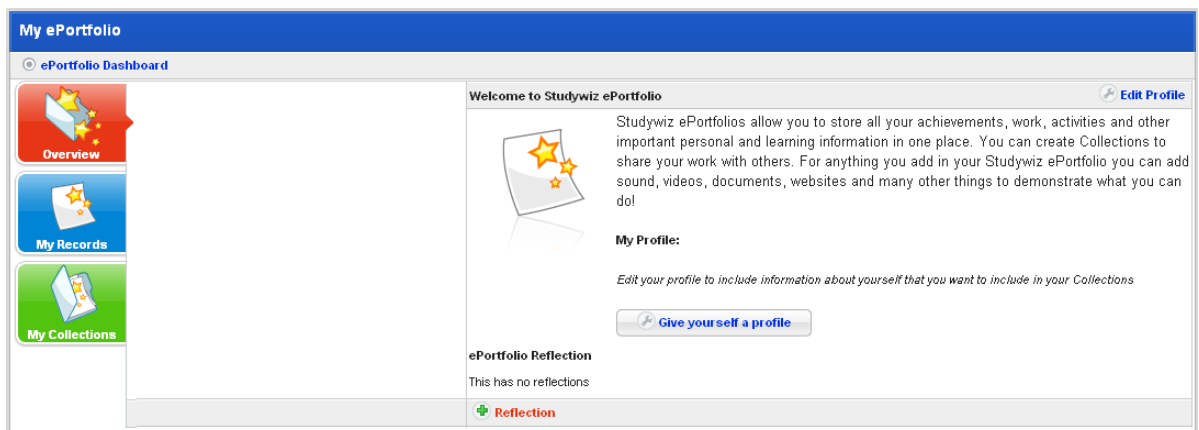 My ePortfolio
ePortfolio Dashboard
Overview
My Records
My Collections
Welcome to Studywiz ePortfolio
Edit Profile
Studywiz ePortfolios allow you to store all your achievements, work, activities and other
important personal and learning information in one place. You can create Collections to
share your work with others. For anything you add in your Studywiz ePortfolio you can add
sound, videos, documents, websites and many other things to demonstrate what you can
do!
My Profile:
Edit your profile to include information about yourself that you want to include in your Collections
Give yourself a profile
ePortfolio Reflection
This has no reflections
Reflection